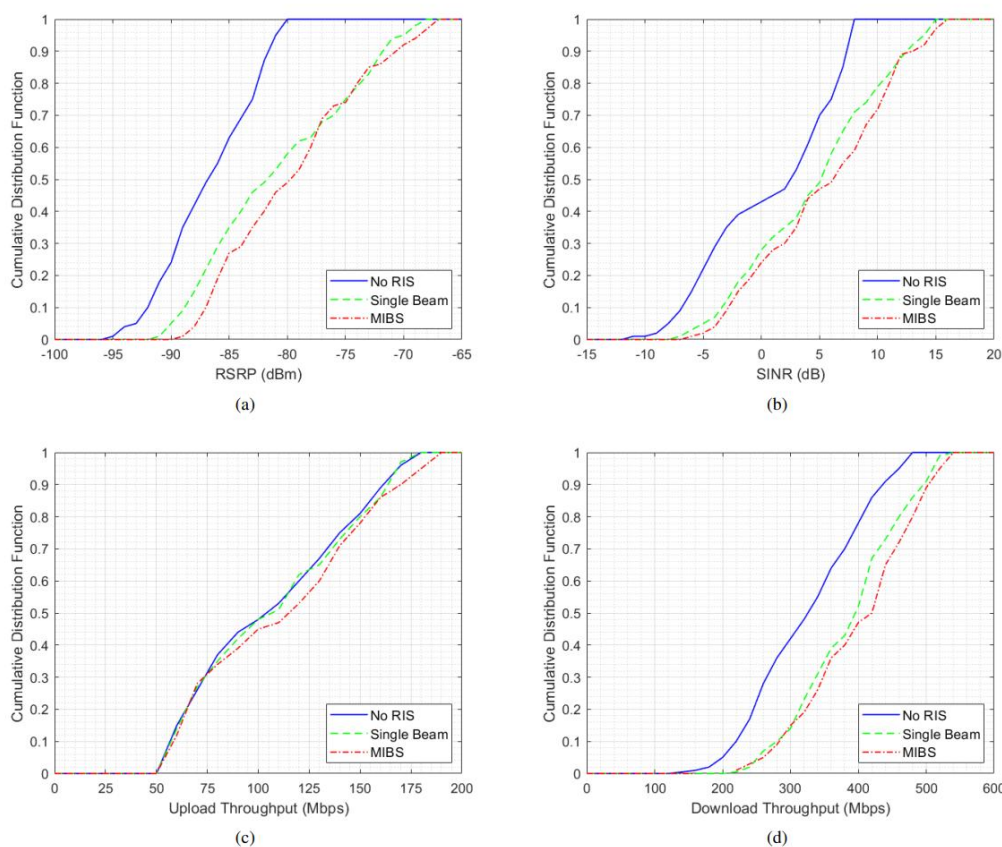 Cumulative Distribution Function
1
0.9
0.8
0.7
0.6
0.5
0.4
0.3
0.2
0.1
0
-100 -95 -90 -85 -80 -75 -70 -65
RSRP (dBm)
No RIS
Single Beam
MIBS
(a)
Cumulative Distribution Function
1
0.9
0.8
0.7
0.6
0.5
0.4
0.3
0.2
0.1
0
-15 -10 -5 0 5 10 15 20
SINR (dB)
No RIS
Single Beam
MIBS
(b)
Cumulative Distribution Function
1
0.9
0.8
0.7
0.6
0.5
0.4
0.3
0.2
0.1
0
0 25 50 75 100 125 150 175 200
Upload Throughput (Mbps)
No RIS
Single Beam
MIBS
(c)
Cumulative Distribution Function
1
0.9
0.8
0.7
0.6
0.5
0.4
0.3
0.2
0.1
0
0 100 200 300 400 500 600
Download Throughput (Mbps)
No RIS
Single Beam
MIBS
(d)